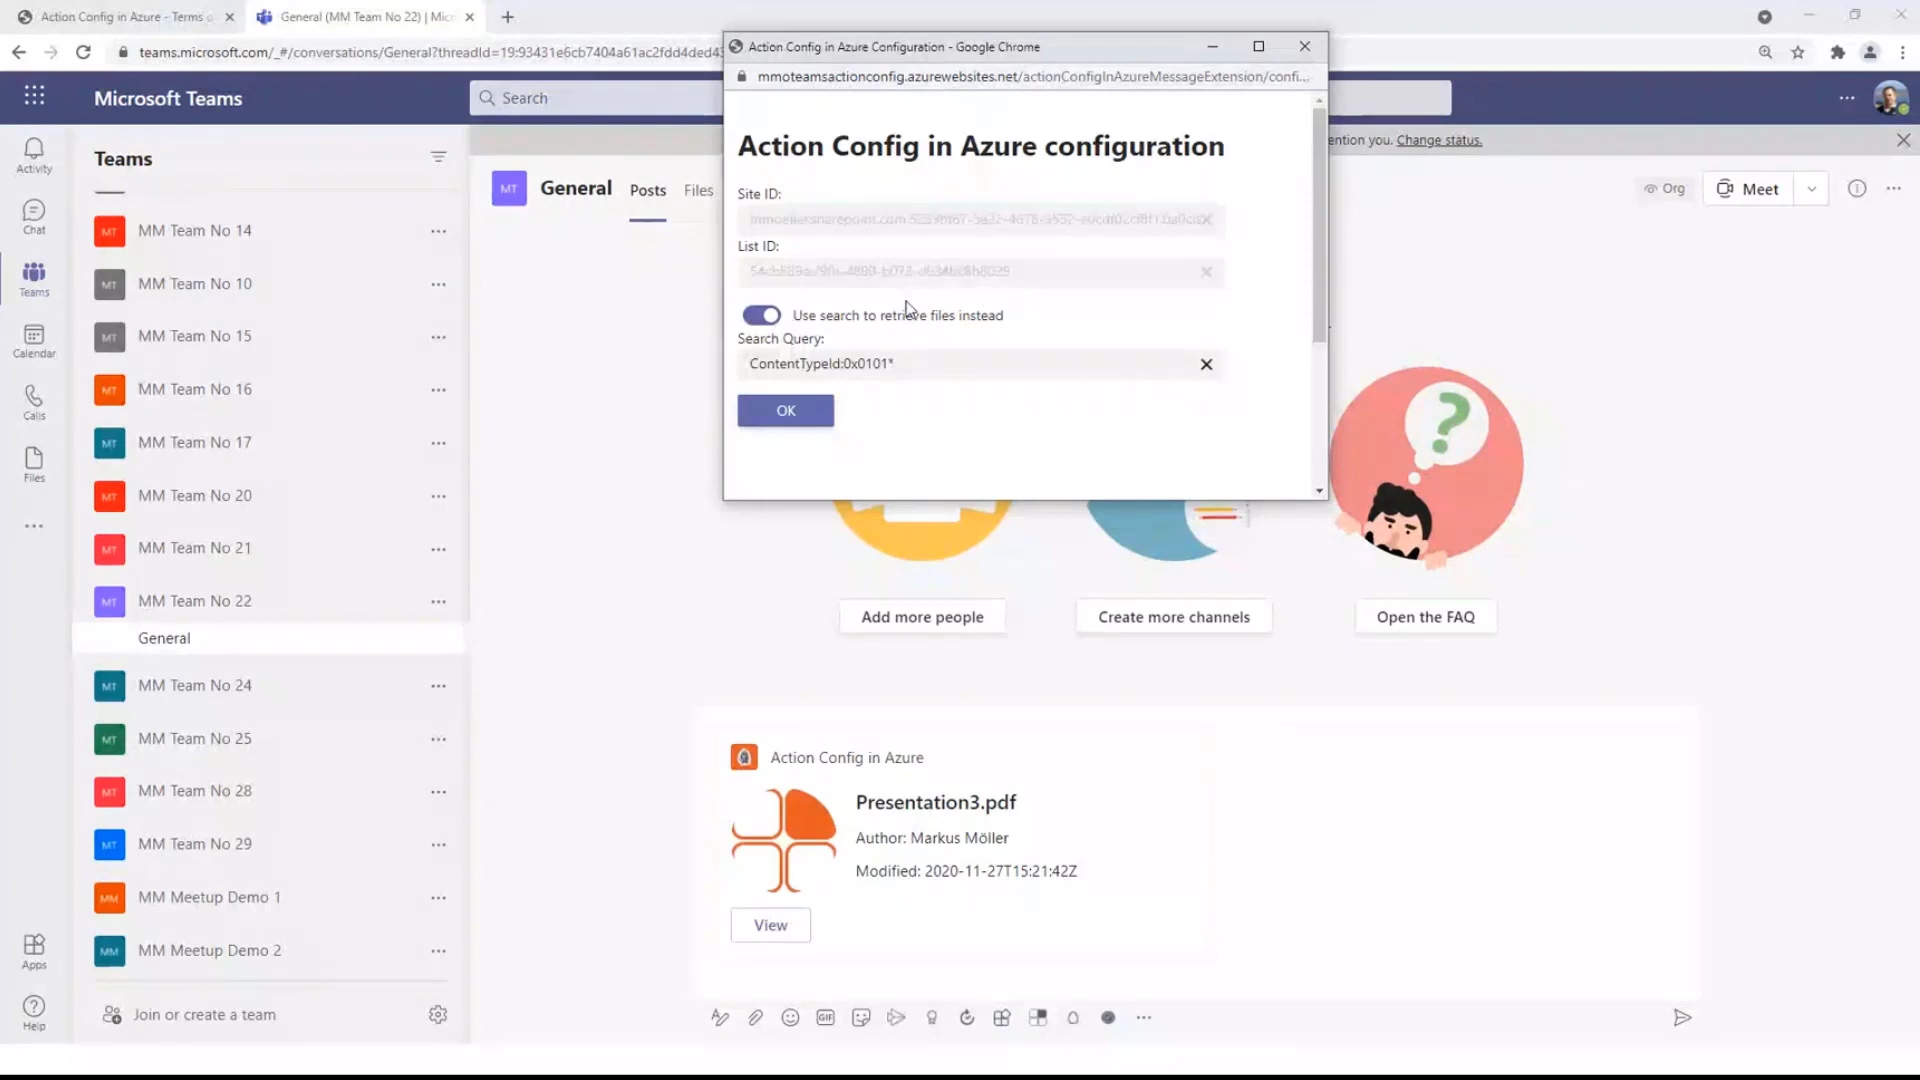 Action Config in Azure - Terms o
General (MM Team No 22) | Micr
teams.microsoft.com/_#/conversations/General?threadId=19:93431e6cb7404a61ac2fdd4ded43
Action Config in Azure Configuration - Google Chrome
mmoteamsactionconfig.azurewebsites.net/actionConfigInAzureMessageExtension/confi...
Microsoft Teams
Search
ention you. Change status.
Activity
Chat
Teams
Calendar
Calls
Files
Apps
Help
Teams
MT MM Team No 14
MT MM Team No 10
MT MM Team No 15
MT MM Team No 16
MT MM Team No 17
MT MM Team No 20
MT MM Team No 21
MT MM Team No 22
General
MT MM Team No 24
MT MM Team No 25
MT MM Team No 28
MT MM Team No 29
MM MM Meetup Demo 1
MM MM Meetup Demo 2
Join or create a team
MT General Posts Files
Org
Meet
Action Config in Azure configuration
Site ID:
List ID:
Use search to retrieve files instead
Search Query:
ContentTypeId:0x0101*
OK
Add more people
Create more channels
Open the FAQ
Action Config in Azure
Presentation3.pdf
Author: Markus Möller
Modified: 2020-11-27T15:21:42Z
View
GIF